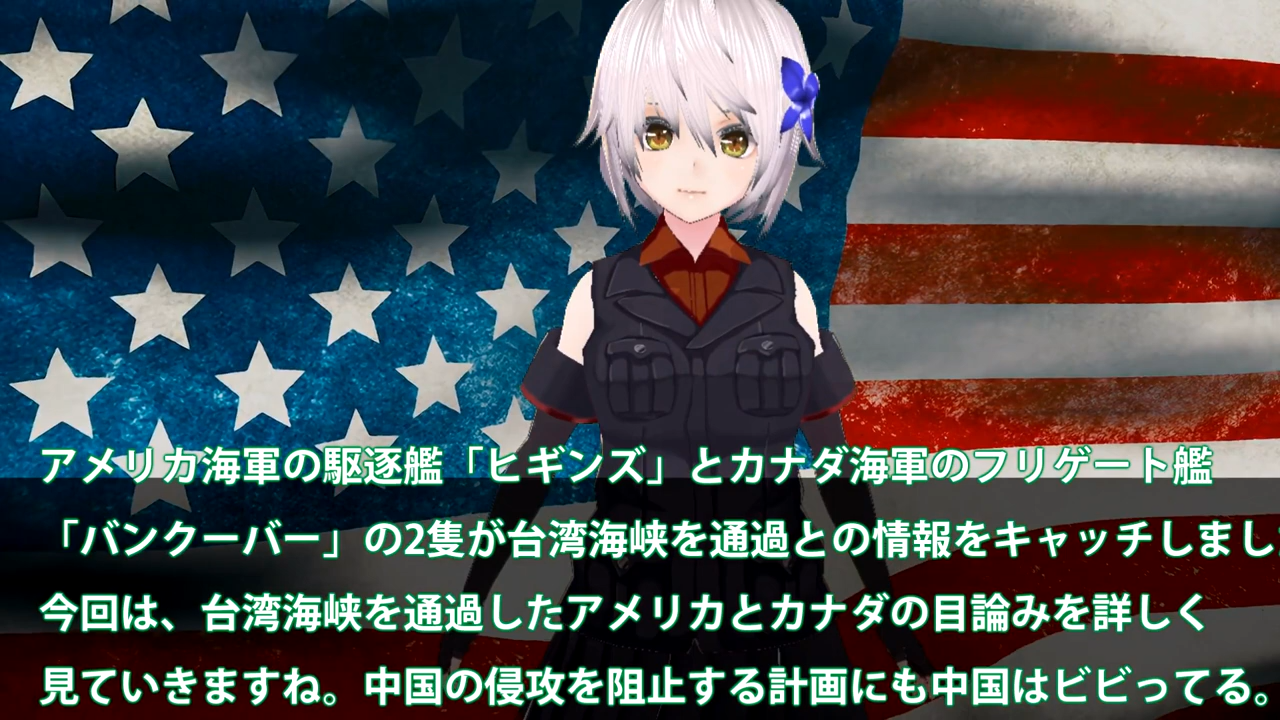 アメリカ海軍の駆逐艦「ヒギンズ」とカナダ海軍のフリゲート艦
「バンクーバー」の2隻が台湾海峡を通過との情報をキャッチしまし
今回は、台湾海峡を通過したアメリカとカナダの目論みを詳しく
見ていきますね。中国の侵攻を阻止する計画にも中国はビビってる。